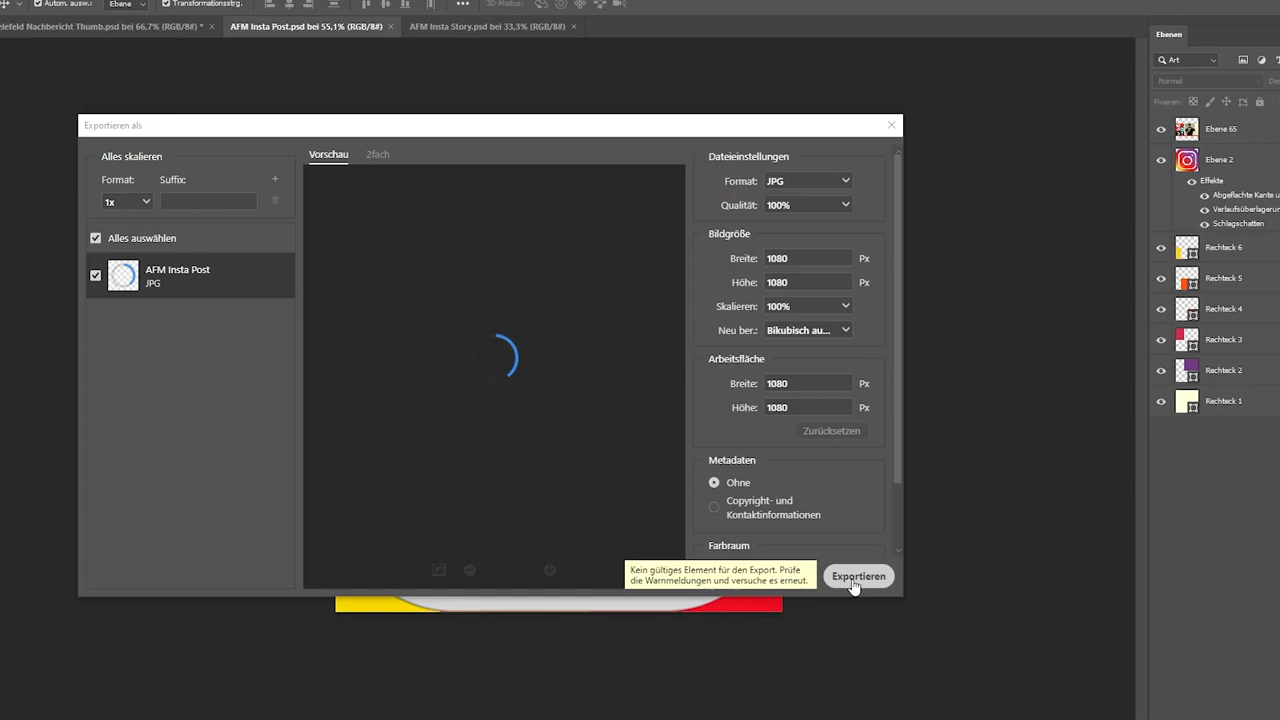 Autom. ausw.:
Ebene
Transformationsstrg.
3D-Modus:
elefeld Nachbericht Thumb.psd bei 66,7% (RGB/8#) *
AFM Insta Post.psd bei 55,1% (RGB/8#)
AFM Insta Story.psd bei 33,3% (RGB/8#)
Exportieren als
Alles skalieren
Format:
Suffix:
1x
Alles auswählen
AFM Insta Post
JPG
Vorschau
2fach
Dateieinstellungen
Format:
JPG
Qualität:
100%
Bildgröße
Breite:
1080
Px
Höhe:
1080
Px
Skalieren:
100%
Neu ber.:
Bikubisch au...
Arbeitsfläche
Breite:
1080
Px
Höhe:
1080
Px
Zurücksetzen
Metadaten
Ohne
Copyright- und
Kontaktinformationen
Farbraum
Kein gültiges Element für den Export. Prüfe
die Warnmeldungen und versuche es erneut.
Exportieren
Ebenen
Art
Normal
Fixieren:
Ebene 65
Ebene 2
Effekte
Abgeflachte Kante u
Verlaufsüberlagerun
Schlagschatten
Rechteck 6
Rechteck 5
Rechteck 4
Rechteck 3
Rechteck 2
Rechteck 1